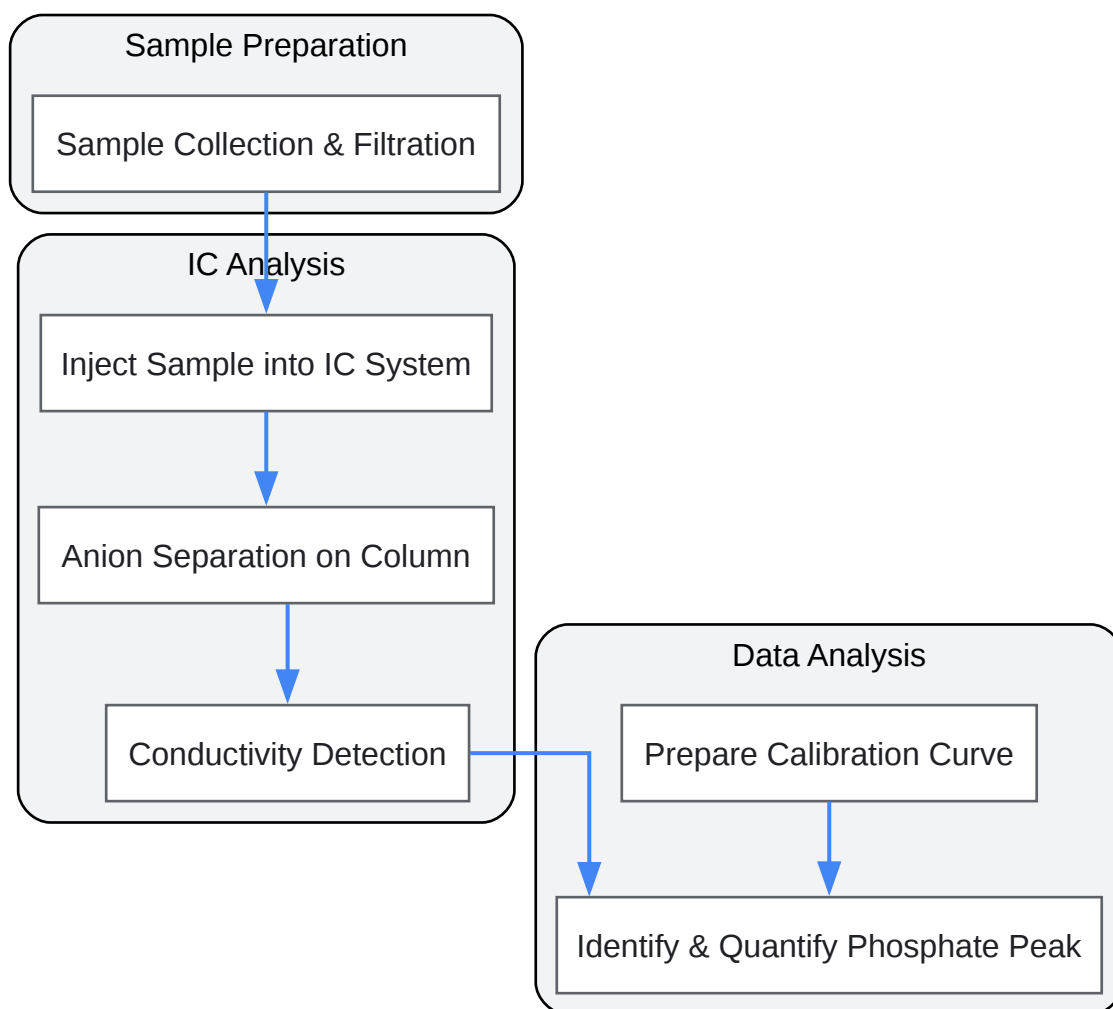 Sample Preparation
Sample Collection & Filtration
IC Analysis
Inject Sample into IC System
Anion Separation on Column
Conductivity Detection
Data Analysis
Prepare Calibration Curve
Identify & Quantify Phosphate Peak